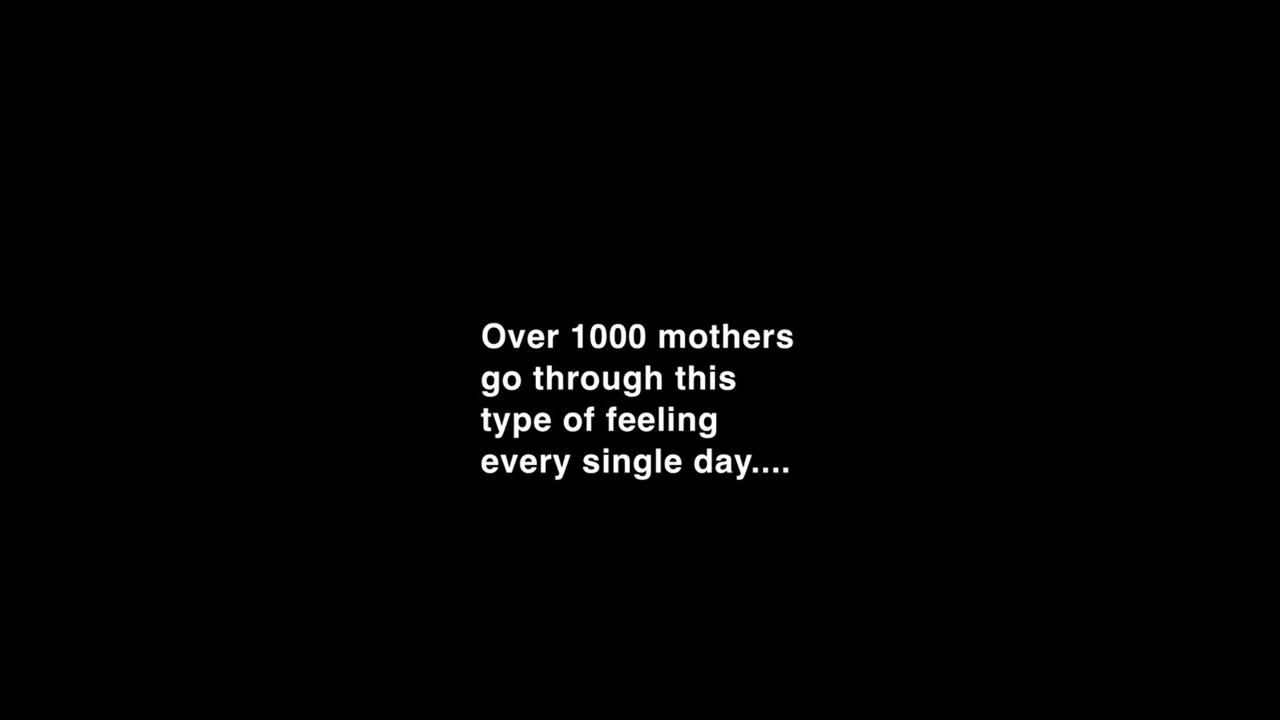 Over 1000 mothers
go through this
type of feeling
every single day....